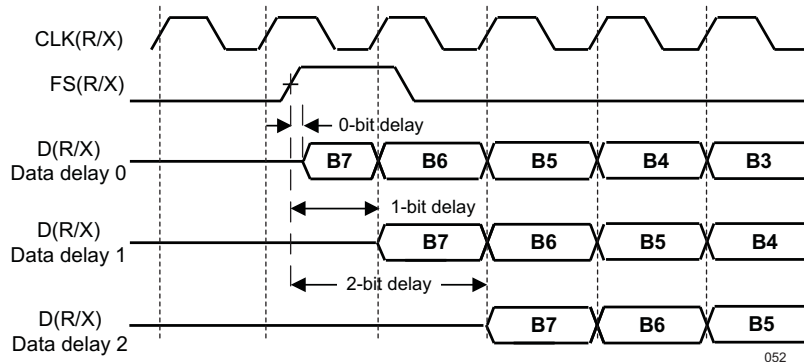 CLK(R/X)
FS(R/X)
0-bit delay
D(R/X)
Data delay 0
B7 B6 B5 B4 B3
1-bit delay
D(R/X)
Data delay 1
B7 B6 B5 B4
2-bit delay
D(R/X)
Data delay 2
B7 B6 B5
052